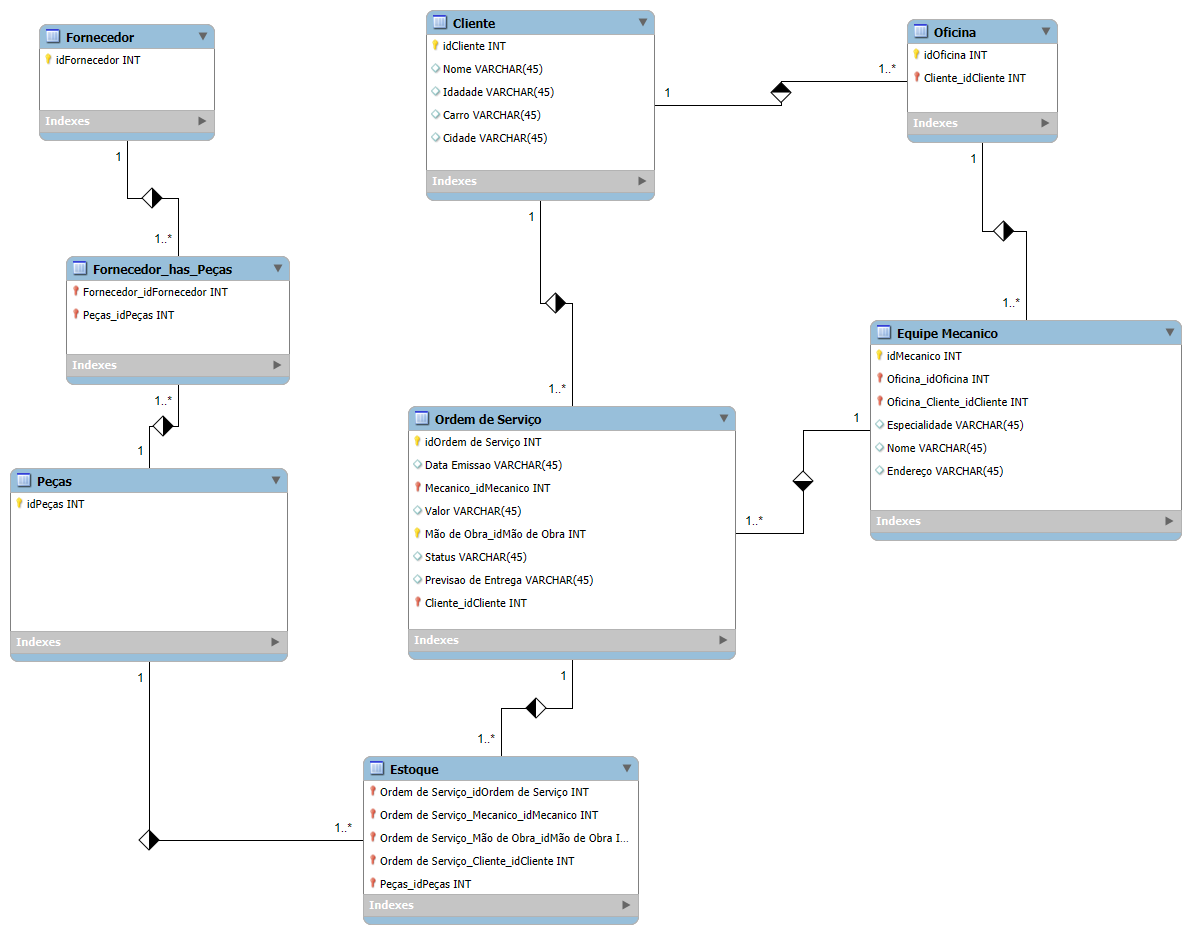 Fornecedor
idFornecedor INT
Indexes
1
1..*
Fornecedor_has_Peças
Fornecedor_idFornecedor INT
Peças_idPeças INT
Indexes
1..*
1
Peças
idPeças INT
Indexes
1
1..*
Cliente
idCliente INT
Nome VARCHAR(45)
Idadade VARCHAR(45)
Carro VARCHAR(45)
Cidade VARCHAR(45)
Indexes
1
1..*
1
1..*
Oficina
idOficina INT
Cliente_idCliente INT
Indexes
1
1..*
Equipe Mecanico
idMecanico INT
Oficina_idOficina INT
Oficina_Cliente_idCliente INT
Especialidade VARCHAR(45)
Nome VARCHAR(45)
Endereço VARCHAR(45)
Indexes
1
1..*
Ordem de Serviço
idOrdem de Serviço INT
Data Emissao VARCHAR(45)
Mecanico_idMecanico INT
Valor VARCHAR(45)
Mão de Obra_idMão de Obra INT
Status VARCHAR(45)
Previsao de Entrega VARCHAR(45)
Cliente_idCliente INT
Indexes
1
1..*
Estoque
Ordem de Serviço_idOrdem de Serviço INT
Ordem de Serviço_Mecanico_idMecanico INT
Ordem de Serviço_Mão de Obra_idMão de Obra I...
Ordem de Serviço_Cliente_idCliente INT
Peças_idPeças INT
Indexes